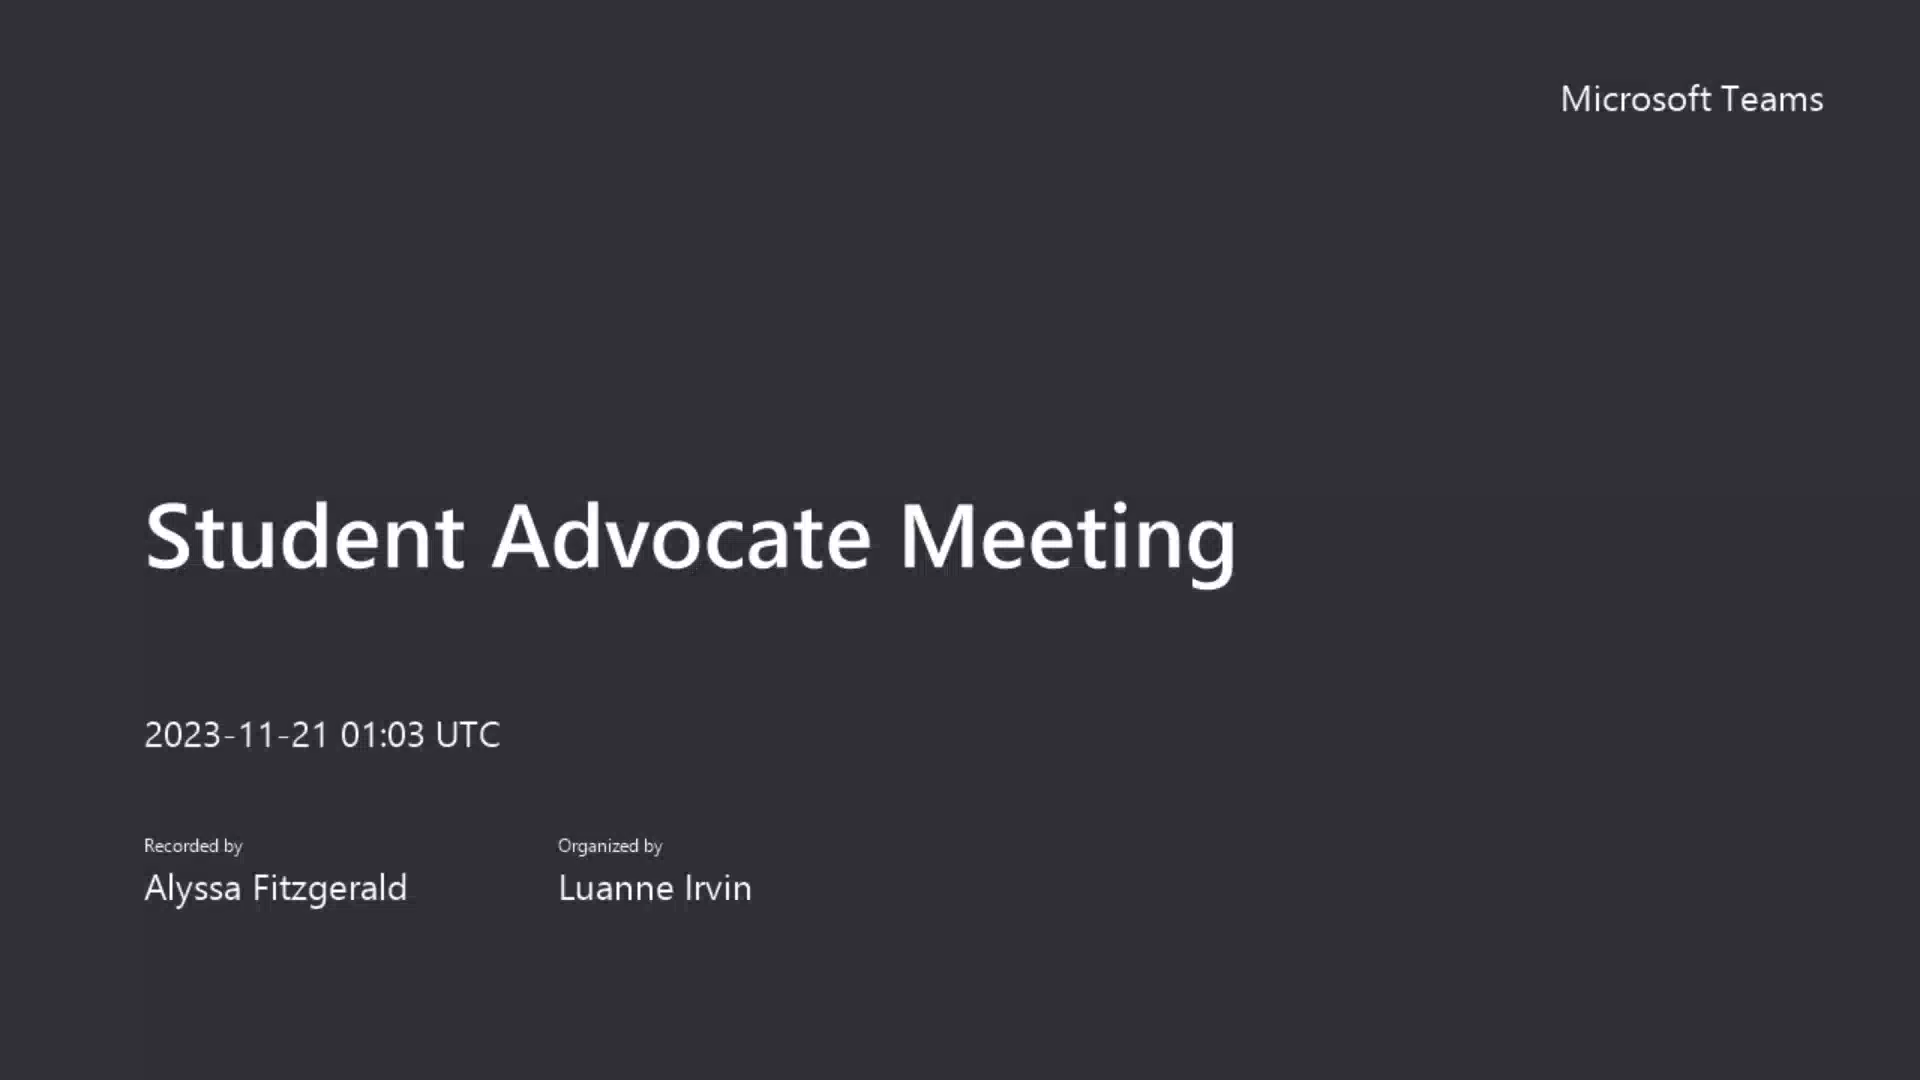 Microsoft Teams
Student Advocate Meeting
2023-11-21 01:03 UTC
Recorded by
Alyssa Fitzgerald
Organized by
Luanne Irvin